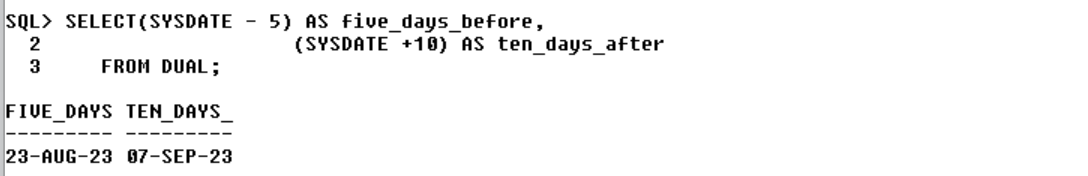 SQL> SELECT(SYSDATE - 5) AS five_days_before,
2 (SYSDATE +10) AS ten_days_after
3 FROM DUAL;
FIVE_DAYS TEN_DAYS_
--------- ---------
23-AUG-23 07-SEP-23